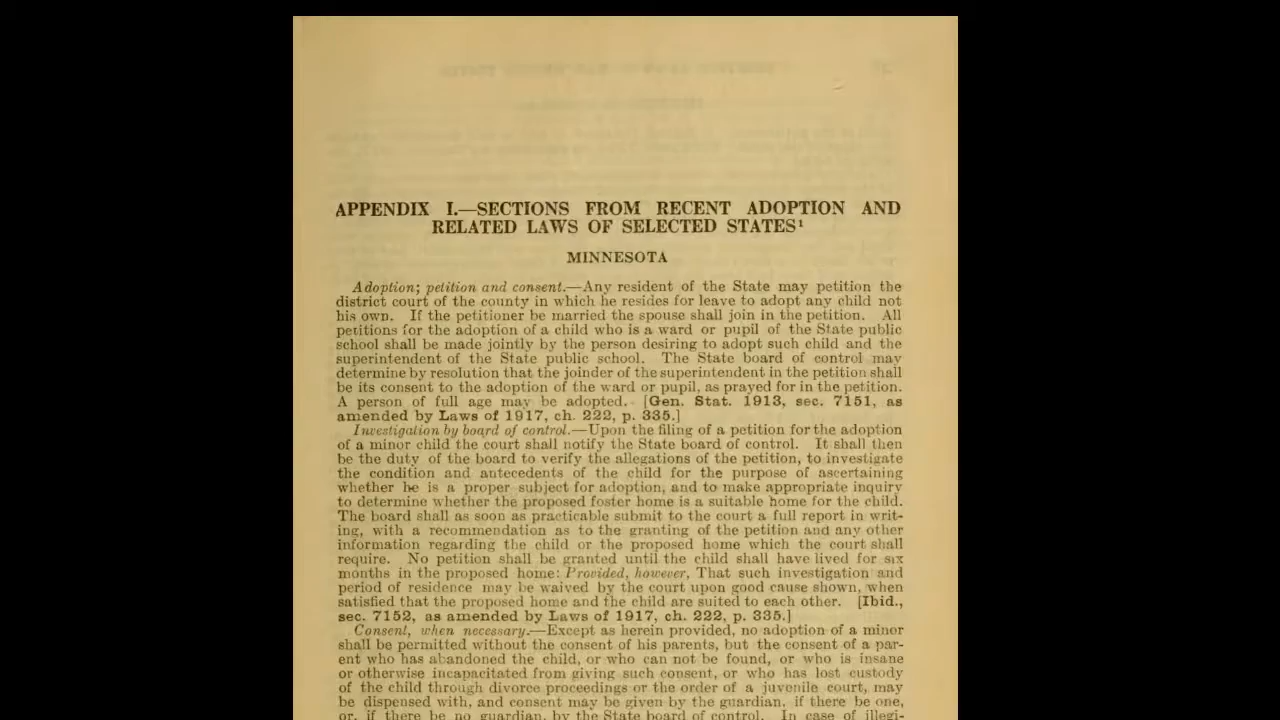 APPENDIX I.—SECTIONS FROM RECENT ADOPTION AND
RELATED LAWS OF SELECTED STATES¹
MINNESOTA
Adoption; petition and consent.—Any resident of the State may petition the
district court of the county in which he resides for leave to adopt any child not
his own. If the petitioner be married the spouse shall join in the petition. All
petitions for the adoption of a child who is a ward or pupil of the State public
school shall be made jointly by the person desiring to adopt such child and the
superintendent of the State public school. The State board of control may
determine by resolution that the joinder of the superintendent in the petition shall
be its consent to the adoption of the ward or pupil, as prayed for in the petition.
A person of full age may be adopted. [Gen. Stat. 1913, sec. 7151, as
amended by Laws of 1917, ch. 222, p. 335.]
Investigation by board of control.—Upon the filing of a petition for the adoption
of a minor child the court shall notify the State board of control. It shall then
be the duty of the board to verify the allegations of the petition, to investigate
the condition and antecedents of the child for the purpose of ascertaining
whether he is a proper subject for adoption, and to make appropriate inquiry
to determine whether the proposed foster home is a suitable home for the child.
The board shall as soon as practicable submit to the court a full report in writ-
ing, with a recommendation as to the granting of the petition and any other
information regarding the child or the proposed home which the court shall
require. No petition shall be granted until the child shall have lived for six
months in the proposed home: Provided, however, That such investigation and
period of residence may be waived by the court upon good cause shown, when
satisfied that the proposed home and the child are suited to each other. [Ibid.,
sec. 7152, as amended by Laws of 1917, ch. 222, p. 335.]
Consent, when necessary.—Except as herein provided, no adoption of a minor
shall be permitted without the consent of his parents, but the consent of a par-
ent who has abandoned the child, or who can not be found, or who is insane
or otherwise incapacitated from giving such consent, or who has lost custody
of the child through divorce proceedings or the order of a juvenile court, may
be dispensed with, and consent may be given by the guardian, if there be one,
or, if there be no guardian, by the State board of control. In case of illegi-